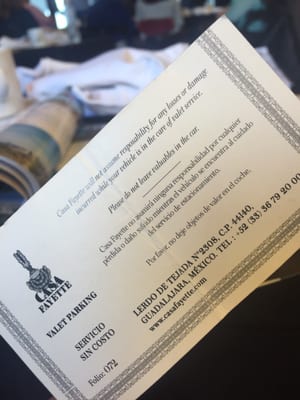 Casa Fayette will not assume reponsability for any losses or damage
incurred while your vehicle is in the care of valet service.
Please do not leave valuables in the car.
Casa Fayette no asumirá ninguna responsabilidad por cualquier
pérdida o daño sufrido mientras el vehículo se encuentra al cuidado
del servicio de estacionamiento.
Por favor, no deje objetos de valor en el coche.
CASA
FAYETTE
VALET PARKING
SERVICIO
SIN COSTO
Folio: 072
LERDO DE TEJADA Nº2308, C.P. 44140,
GUADALAJARA, MÉXICO. TEL.: +52 (33) 36 79 20 00
www.casafayette.com